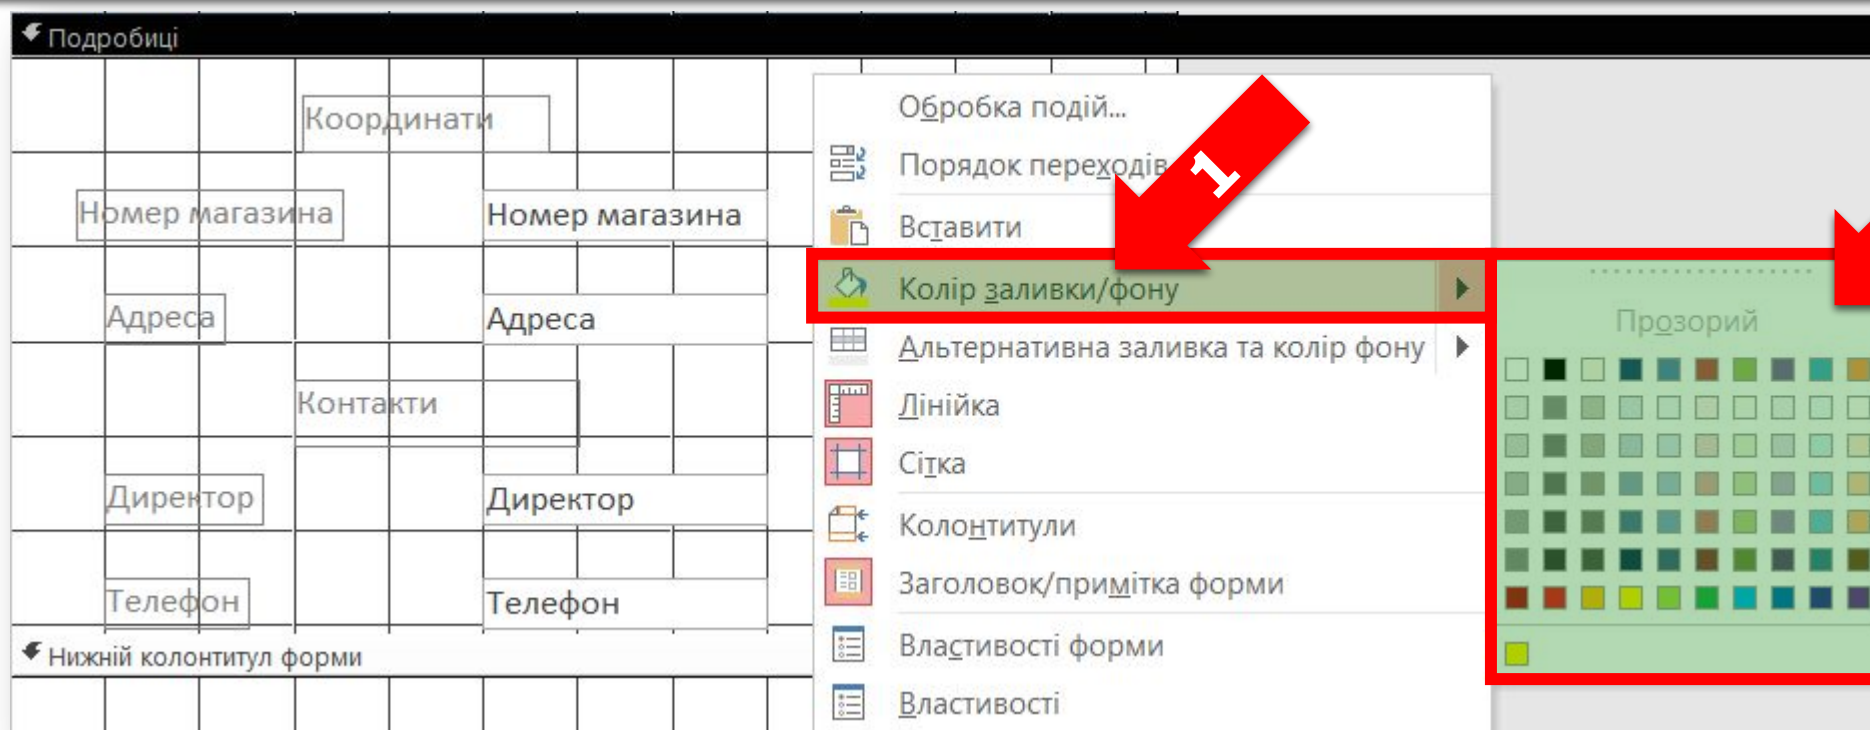 Подробиці
Координати
Номер магазина Номер магазина
Адреса Адреса
Контакти
Директор Директор
Телефон Телефон
Нижній колонтитул форми
Обробка подій...
Порядок переходів
Вставити
Колір заливки/фону
Альтернативна заливка та колір фону
Лінійка
Сітка
Колонтитули
Заголовок/примітка форми
Властивості форми
Властивості
1
Прозорий